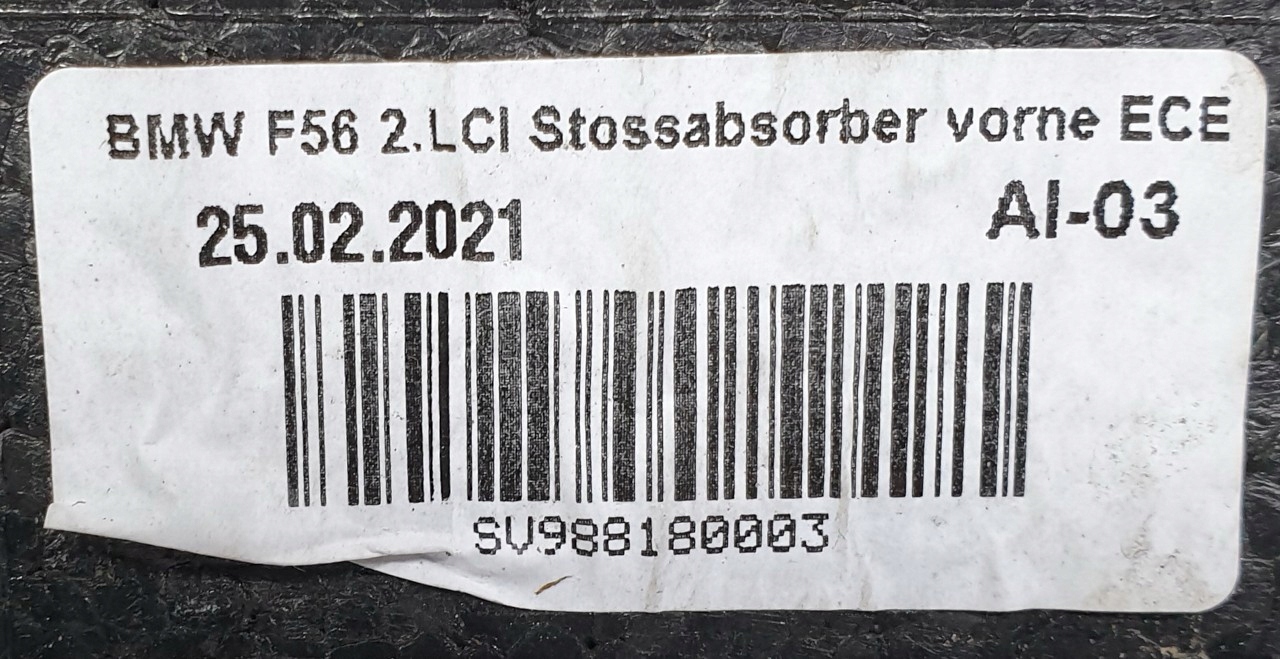 BMW F56 2.LCI Stossabsorber vorne ECE
25.02.2021 AI-03
SV988180003